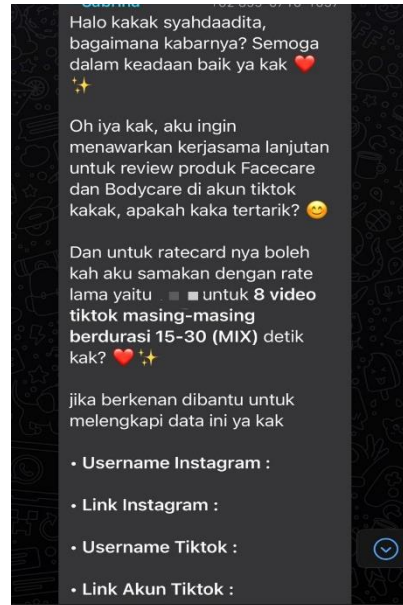 Halo kakak syahdaadita,
bagaimana kabarnya? Semoga
dalam keadaan baik ya kak ❤️
✨
Oh iya kak, aku ingin
menawarkan kerjasama lanjutan
untuk review produk Facecare
dan Bodycare di akun tiktok
kakak, apakah kaka tertarik? 😊
Dan untuk ratecard nya boleh
kah aku samakan dengan rate
lama yaitu untuk 8 video
tiktok masing-masing
berdurasi 15-30 (MIX) detik
kak? ❤️✨
jika berkenan dibantu untuk
melengkapi data ini ya kak
• Username Instagram :
• Link Instagram :
• Username Tiktok :
• Link Akun Tiktok :